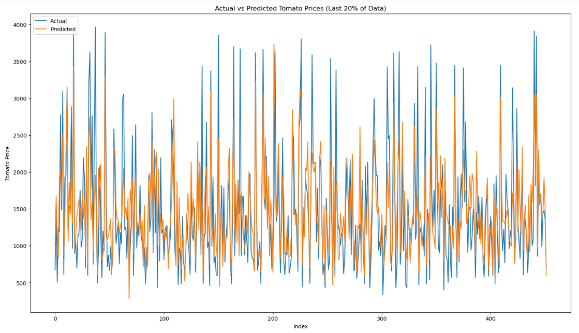 Actual vs Predicted Tomato Prices (Last 20% of Data)
Actual
Predicted
4000
3500
3000
2500
2000
1500
1000
500
Tomato Price
0
100
200
300
400
Index